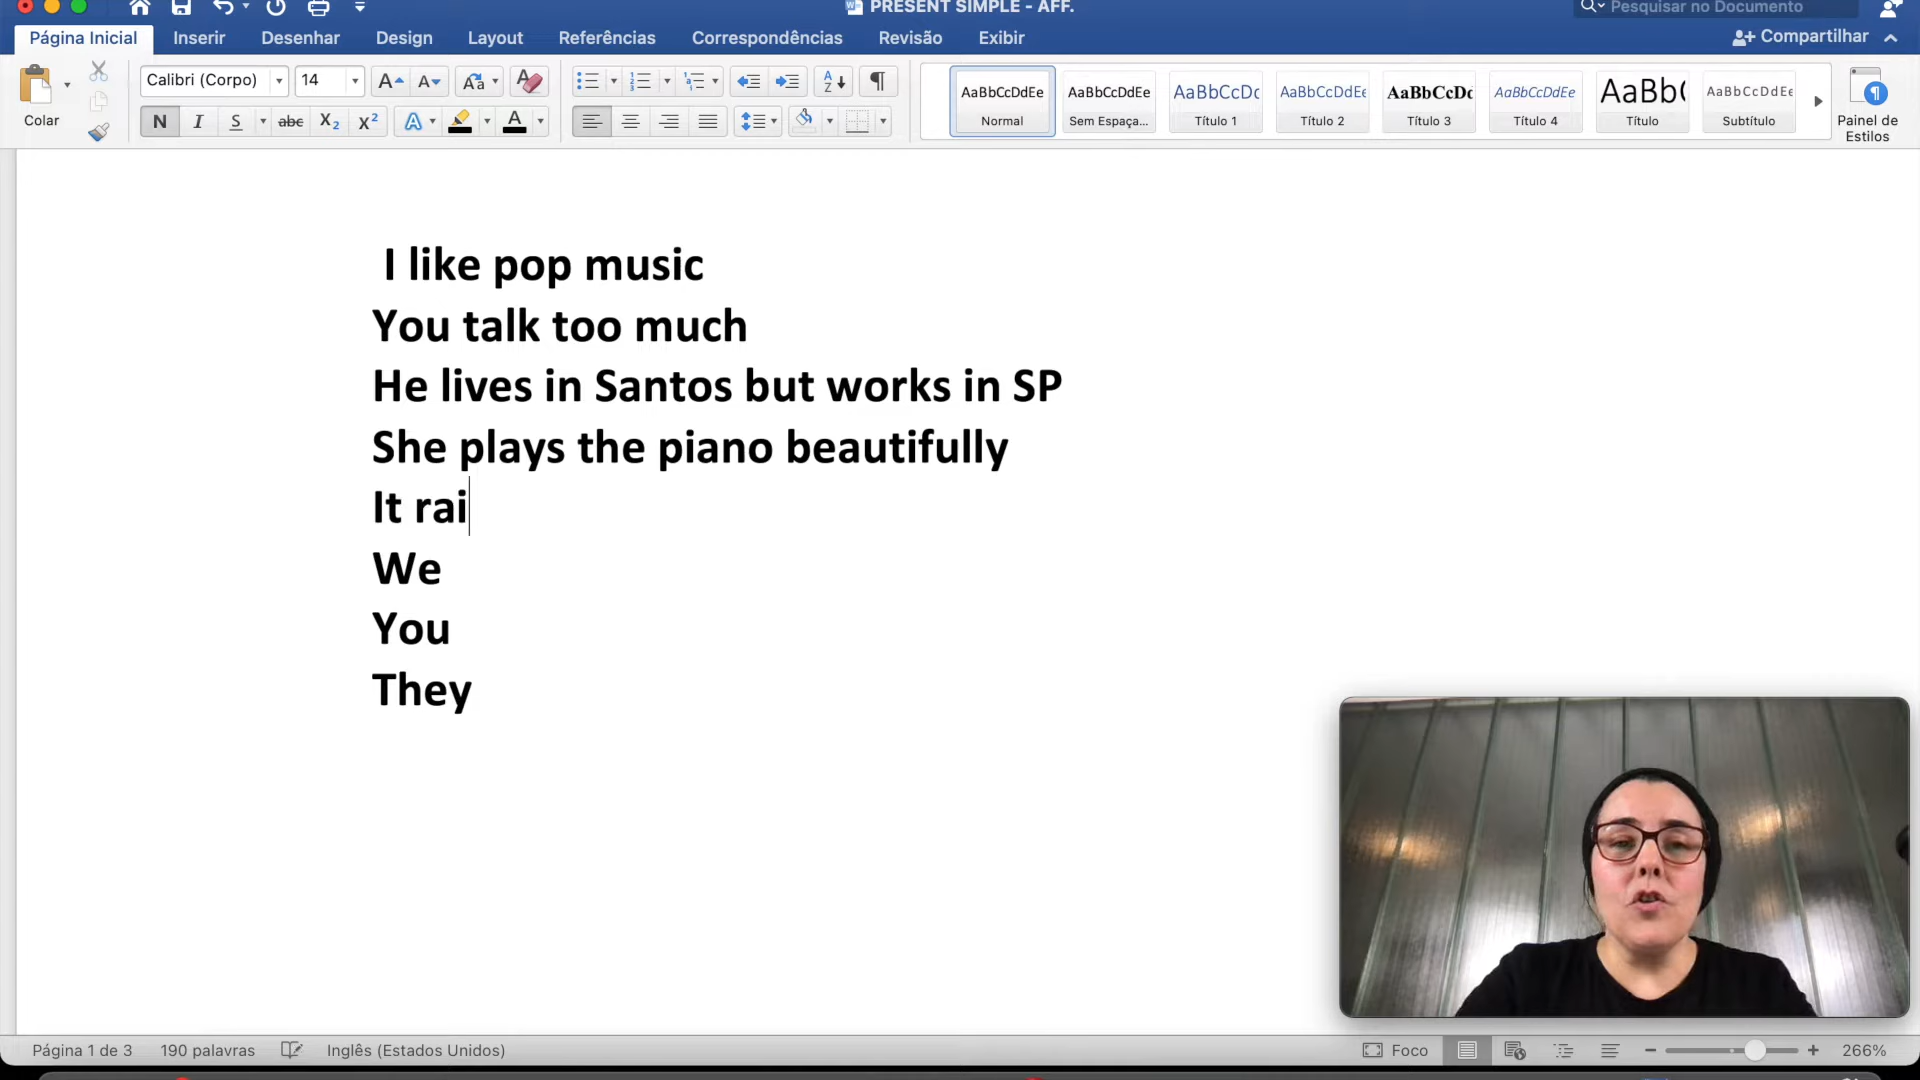 PRESENT SIMPLE - AFF.
Pesquisar no Documento
Página Inicial
Inserir
Desenhar
Design
Layout
Referências
Correspondências
Revisão
Exibir
Compartilhar
Colar
Calibri (Corpo)
14
N I S abc X₂ X²
AaBbCcDdEe
Normal
AaBbCcDdEe
Sem Espaça...
AaBbCcDc
Título 1
AaBbCcDdEe
Título 2
AaBbCcDc
Título 3
AaBbCcDdEe
Título 4
AaBb(
Título
AaBbCcDdEe
Subtítulo
Painel de
Estilos
I like pop music
You talk too much
He lives in Santos but works in SP
She plays the piano beautifully
It rai
We
You
They
Página 1 de 3
190 palavras
Inglês (Estados Unidos)
Foco
266%